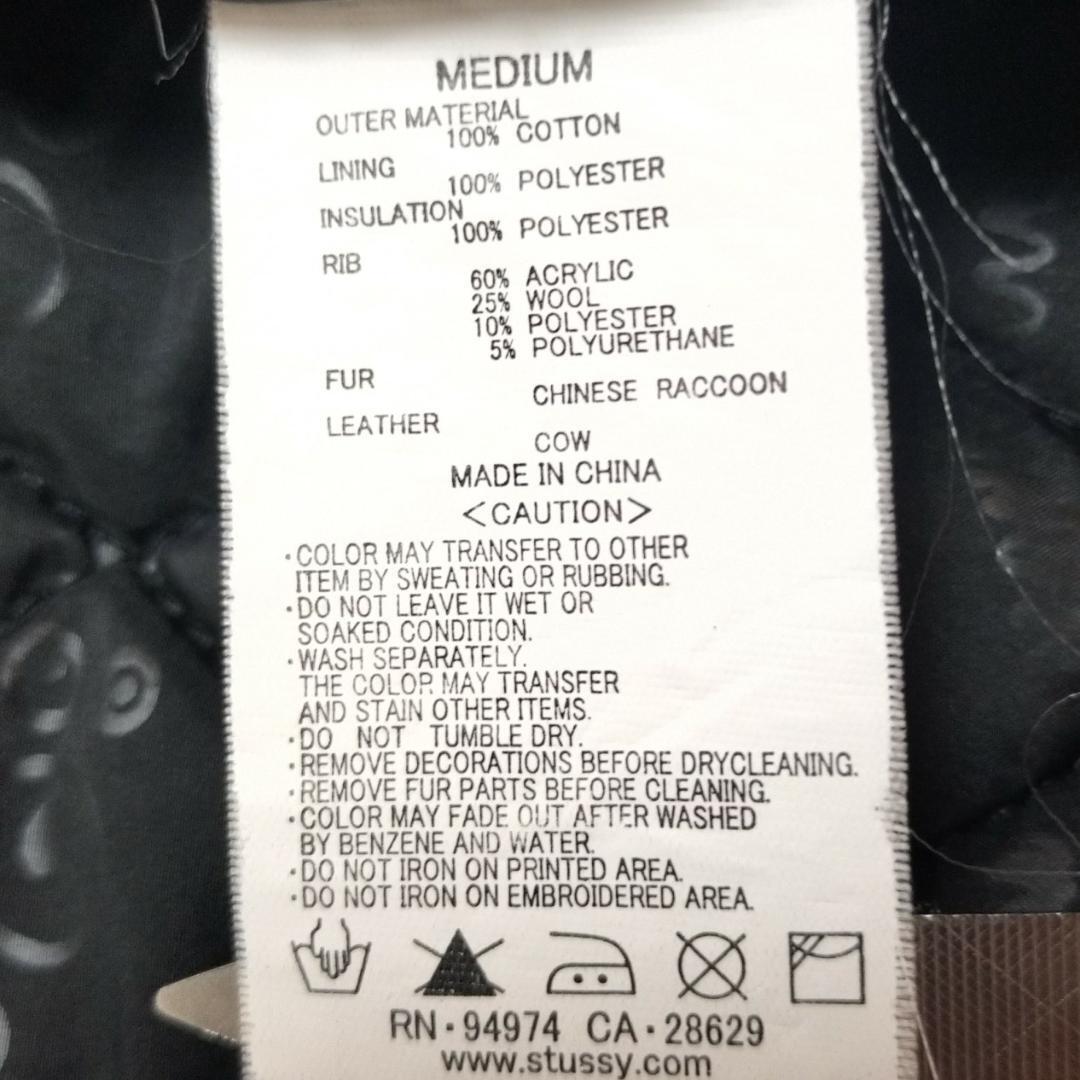 MEDIUM
OUTER MATERIAL
100% COTTON
LINING
100% POLYESTER
INSULATION
100% POLYESTER
RIB
60% ACRYLIC
25% WOOL
10% POLYESTER
5% POLYURETHANE
FUR
CHINESE RACCOON
LEATHER
COW
MADE IN CHINA
<CAUTION>
・COLOR MAY TRANSFER TO OTHER
ITEM BY SWEATING OR RUBBING.
・DO NOT LEAVE IT WET OR
SOAKED CONDITION.
・WASH SEPARATELY.
THE COLOR MAY TRANSFER
AND STAIN OTHER ITEMS.
・DO NOT TUMBLE DRY.
・REMOVE DECORATIONS BEFORE DRYCLEANING.
・REMOVE FUR PARTS BEFORE CLEANING.
・COLOR MAY FADE OUT AFTER WASHED
BY BENZENE AND WATER.
・DO NOT IRON ON PRINTED AREA.
・DO NOT IRON ON EMBROIDERED AREA.
RN・94974 CA・28629
www.stussy.com